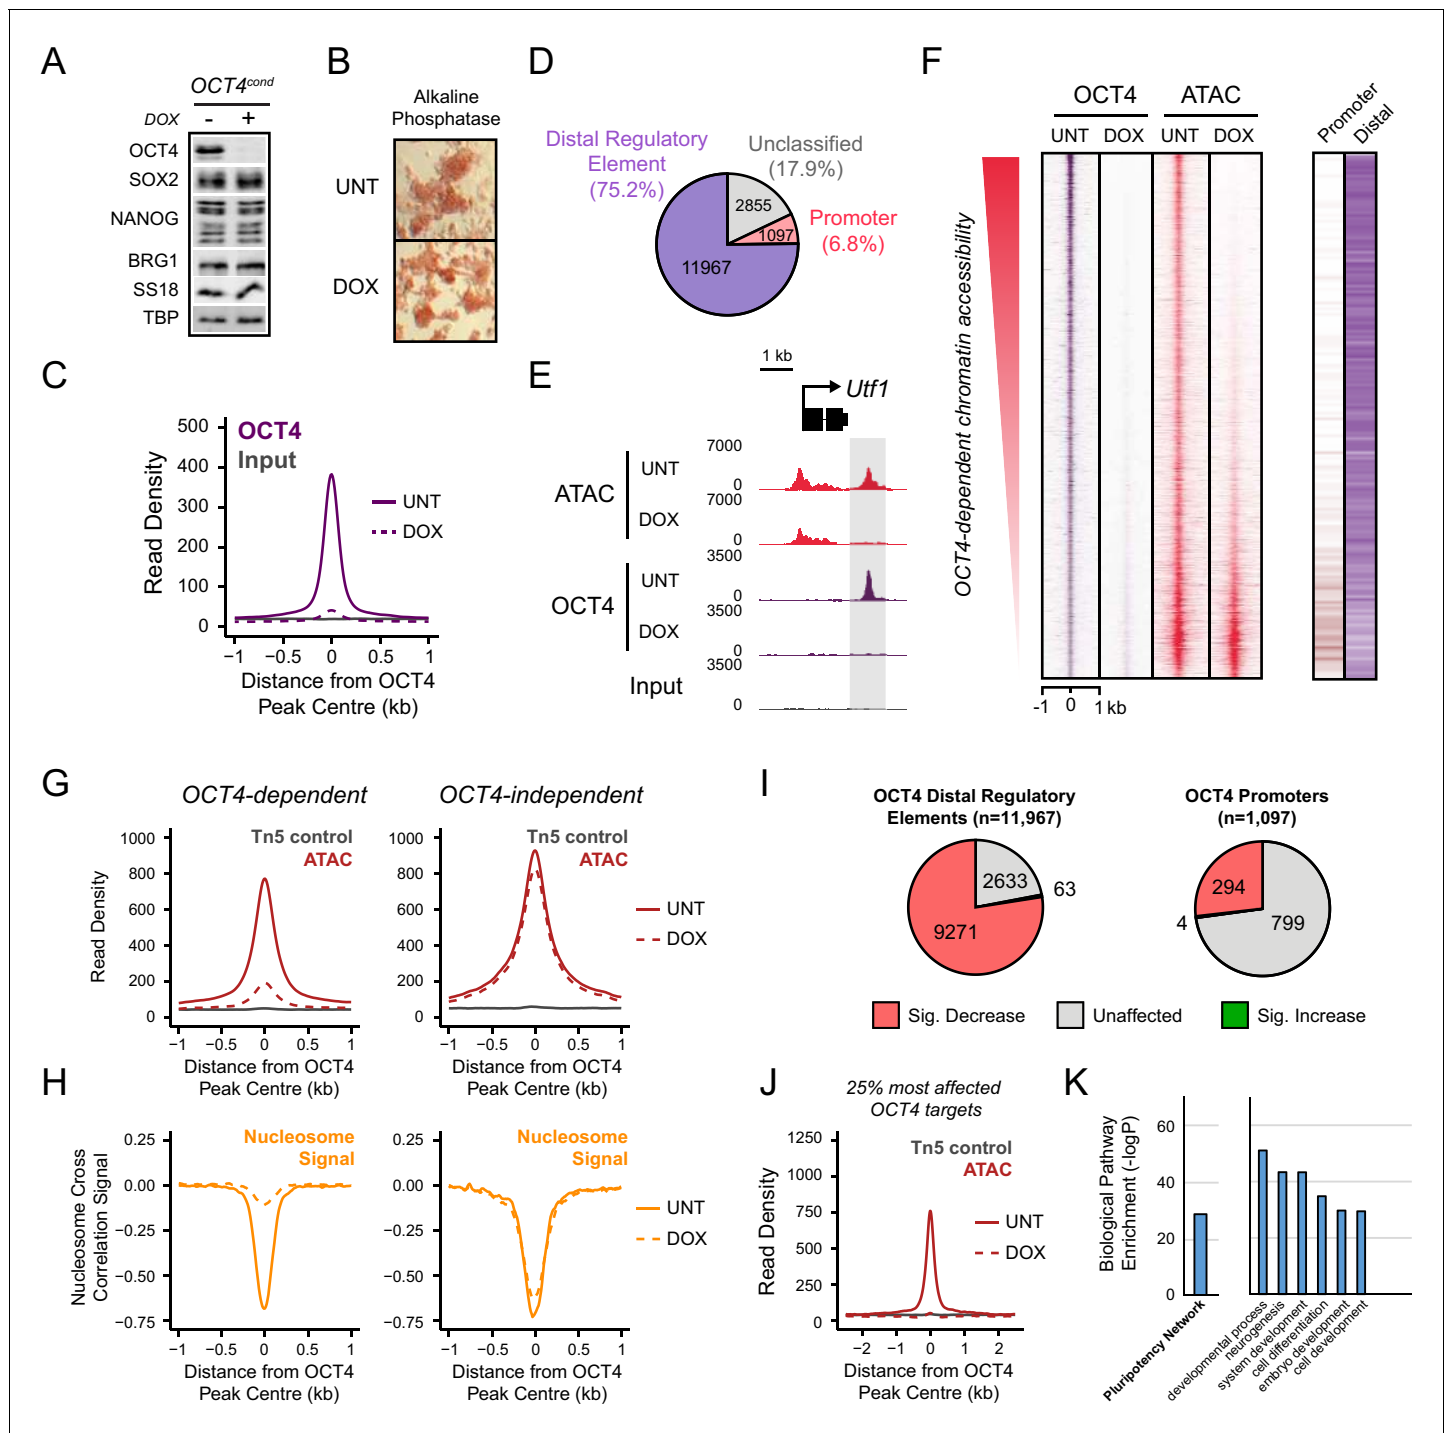 A
OCT4cond
DOX - +
OCT4
SOX2
NANOG
BRG1
SS18
TBP
B
Alkaline
Phosphatase
UNT
DOX
C
OCT4
Input
Read Density
500
400
300
200
100
0
UNT
DOX
−1 −0.5 0 0.5 1
Distance from OCT4
Peak Centre (kb)
D
Distal Regulatory
Element
(75.2%)
Unclassified
(17.9%)
Promoter
(6.8%)
2855
1097
11967
E
1 kb
Utf1
ATAC
UNT
7000
0
DOX
7000
0
OCT4
UNT
3500
0
DOX
3500
0
Input
3500
0
F
OCT4 ATAC
UNT DOX UNT DOX
Promoter
Distal
OCT4-dependent chromatin accessibility
-1 0 1 kb
G
OCT4-dependent
Tn5 control
ATAC
Read Density
1000
800
600
400
200
0
−1 −0.5 0 0.5 1
Distance from OCT4
Peak Centre (kb)
OCT4-independent
Tn5 control
ATAC
1000
800
600
400
200
0
UNT
DOX
−1 −0.5 0 0.5 1
Distance from OCT4
Peak Centre (kb)
H
Nucleosome Cross
Correlation Signal
Nucleosome
Signal
0.25
0.00
−0.25
−0.50
−0.75
−1 −0.5 0 0.5 1
Distance from OCT4
Peak Centre (kb)
Nucleosome
Signal
0.25
0.00
−0.25
−0.50
−0.75
UNT
DOX
−1 −0.5 0 0.5 1
Distance from OCT4
Peak Centre (kb)
I
OCT4 Distal Regulatory
Elements (n=11,967)
2633
63
9271
OCT4 Promoters
(n=1,097)
294
4
799
Sig. Decrease
Unaffected
Sig. Increase
J
25% most affected
OCT4 targets
Tn5 control
ATAC
Read Density
1250
1000
750
500
250
0
UNT
DOX
−2 −1 0 1 2
Distance from OCT4
Peak Centre (kb)
K
Biological Pathway
Enrichment (-logP)
60
40
20
0
Pluripotency Network
developmental process
neurogenesis
system development
cell differentiation
embryo development
cell development